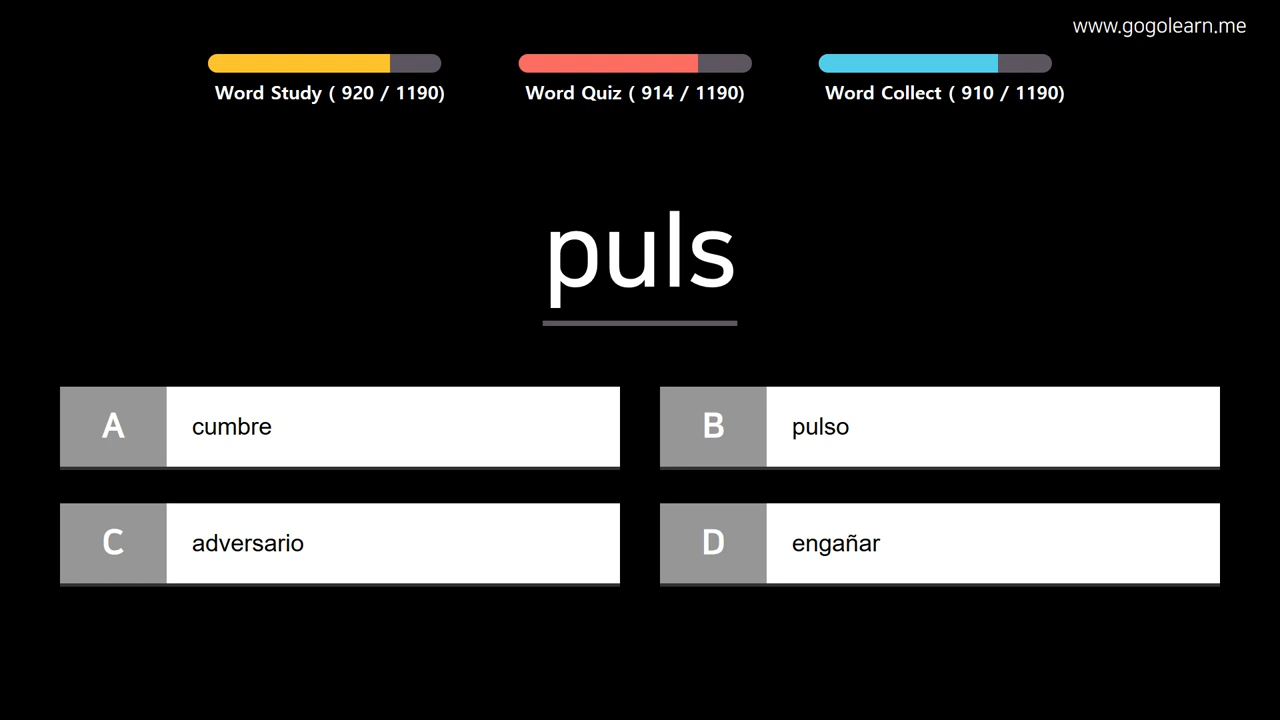 www.gogolearn.me
Word Study ( 920 / 1190)
Word Quiz ( 914 / 1190)
Word Collect ( 910 / 1190)
puls
A cumbre
B pulso
C adversario
D engañar